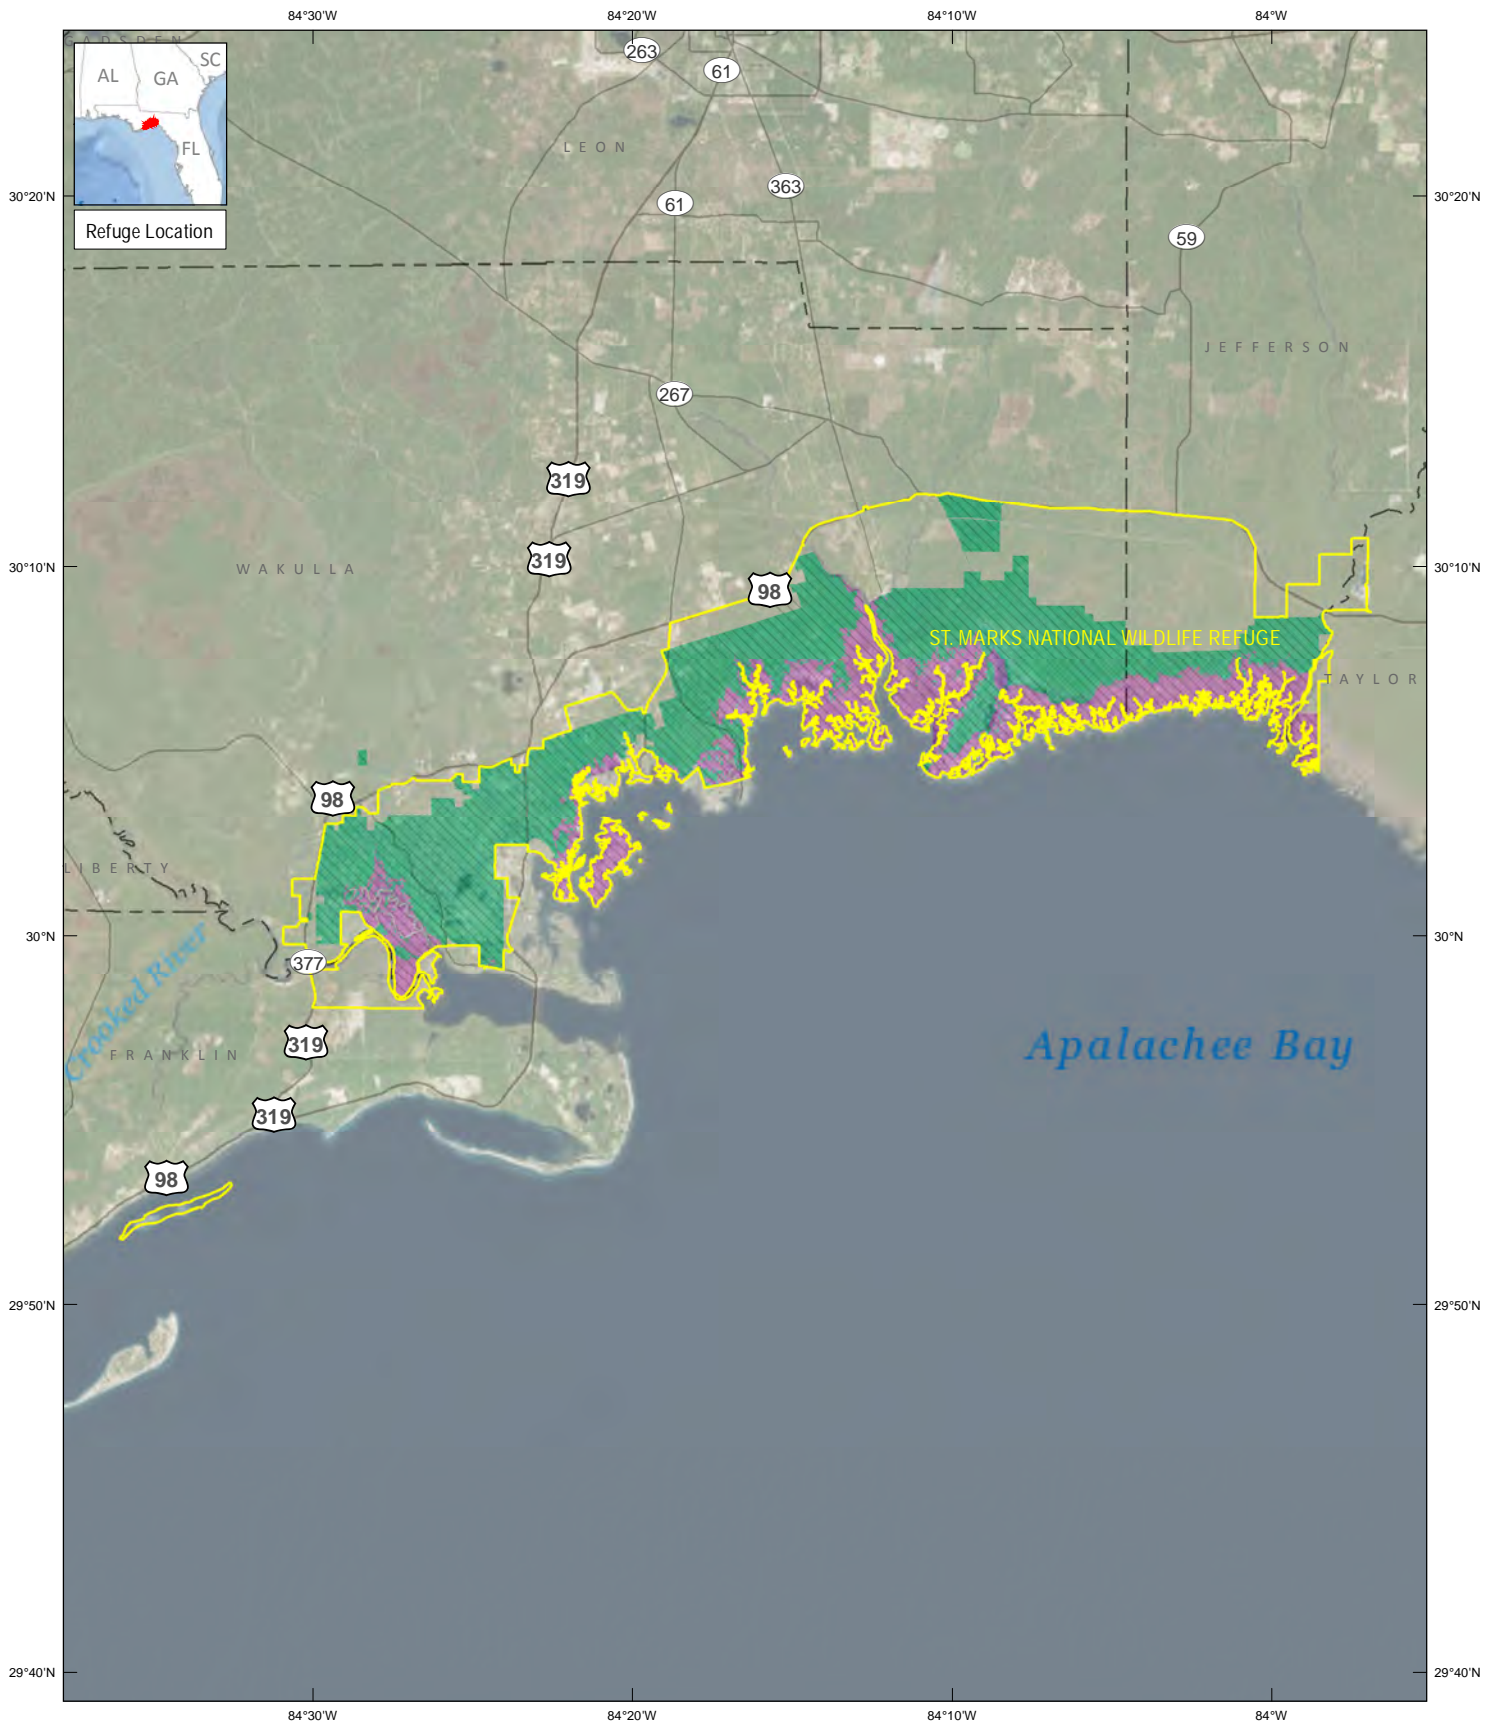 84°30'W
84°20'W
84°10'W
84°W
GADSDEN
AL
GA
SC
FL
Refuge Location
263
61
LEON
363
61
30°20'N
30°20'N
59
JEFFERSON
267
319
319
30°10'N
WAKULLA
98
30°10'N
ST. MARKS NATIONAL WILDLIFE REFUGE
TAYLOR
98
LIBERTY
30°N
30°N
Crooked River
377
319
FRANKLIN
Apalachee Bay
319
98
29°50'N
29°50'N
29°40'N
29°40'N
84°30'W
84°20'W
84°10'W
84°W